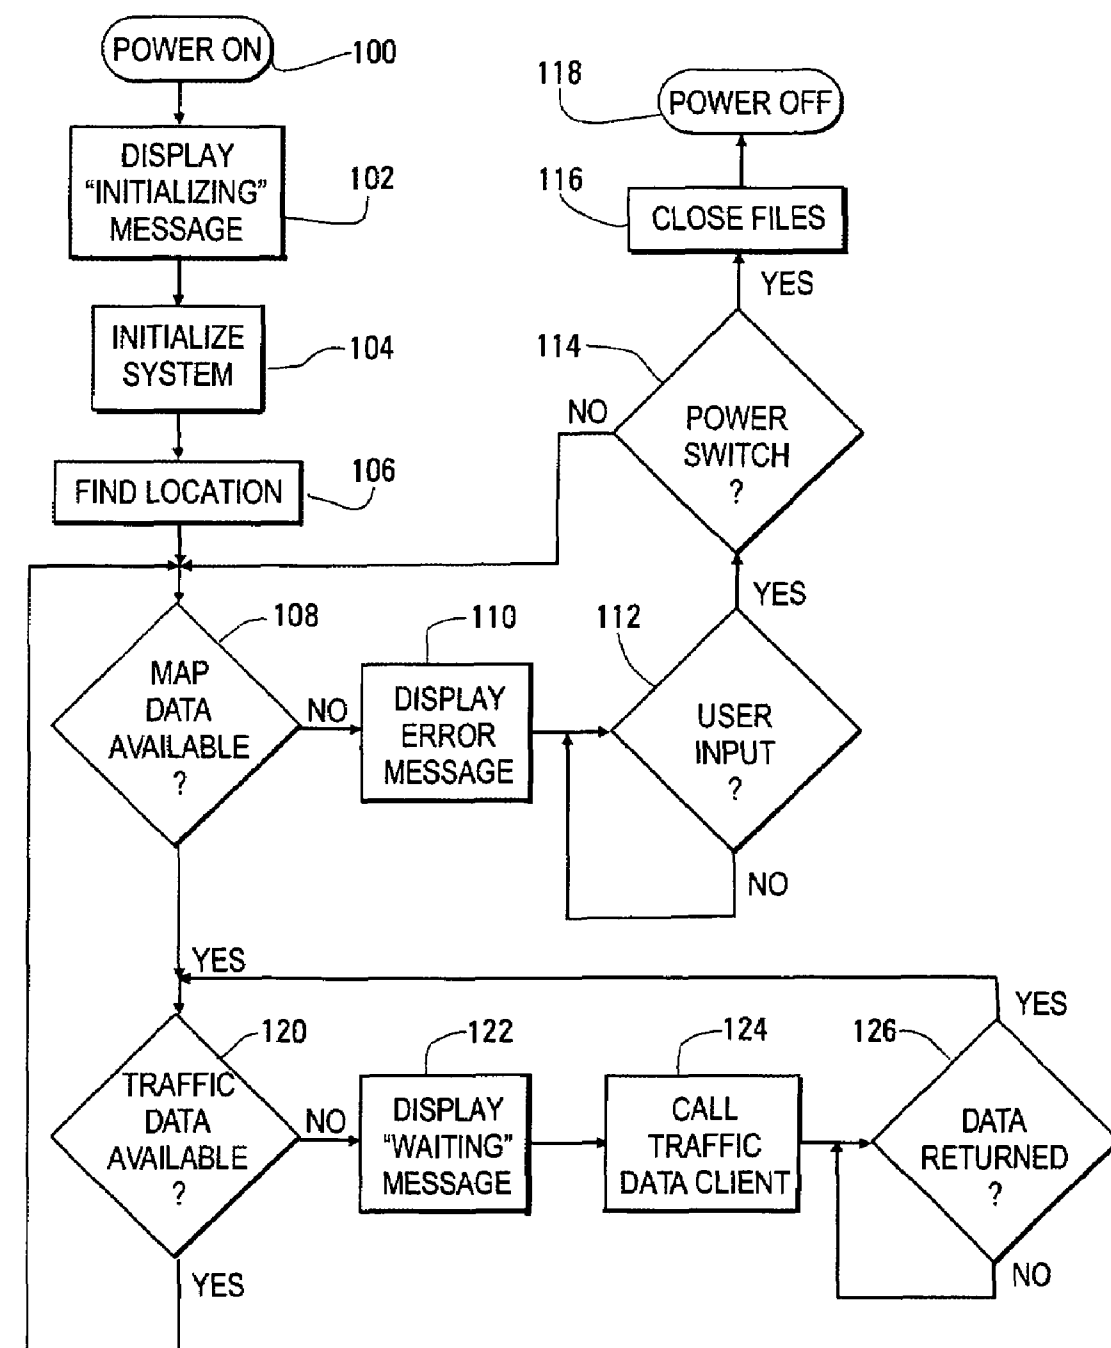 POWER ON
100
DISPLAY
“INITIALIZING”
MESSAGE
102
INITIALIZE
SYSTEM
104
FIND LOCATION
106
118
POWER OFF
116
CLOSE FILES
YES
114
NO
POWER
SWITCH
?
YES
108
MAP
DATA
AVAILABLE
?
NO
110
DISPLAY
ERROR
MESSAGE
112
USER
INPUT
?
NO
YES
120
TRAFFIC
DATA
AVAILABLE
?
NO
122
DISPLAY
“WAITING”
MESSAGE
124
CALL
TRAFFIC
DATA CLIENT
126
YES
DATA
RETURNED
?
NO
YES